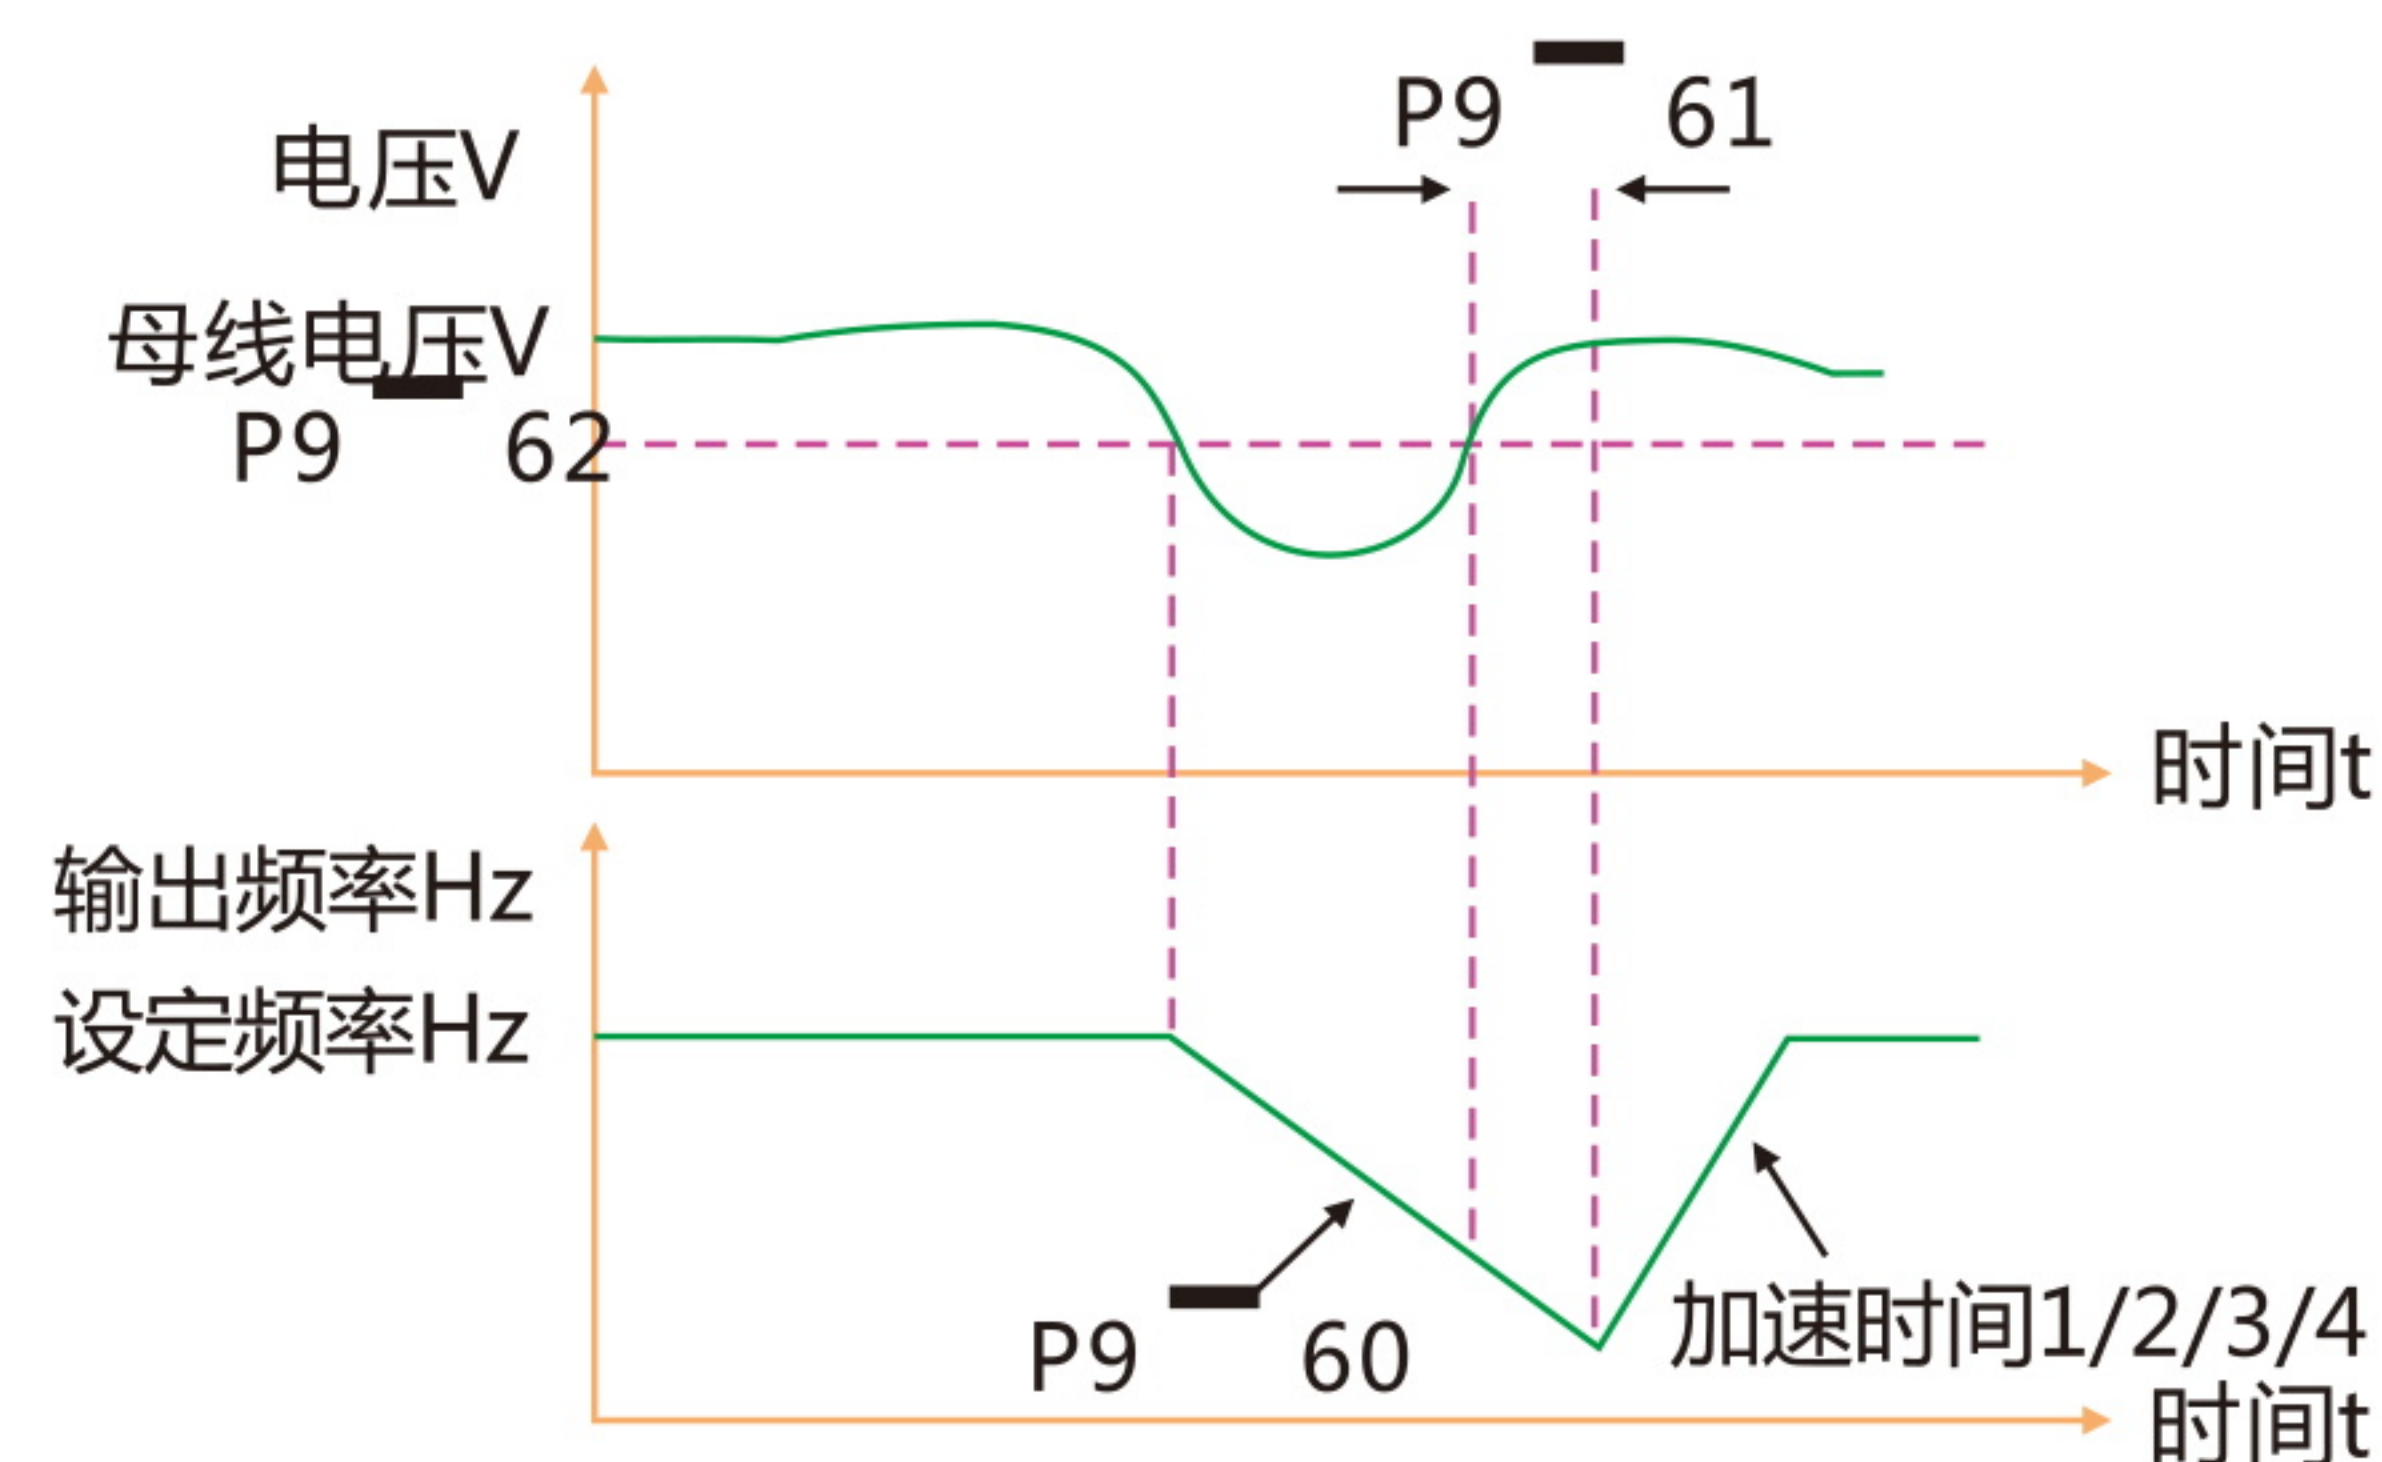 P9 — 61
电压V
母线电压V
P9 — 62
时间t
输出频率Hz
设定频率Hz
P9 — 60
加速时间1/2/3/4
时间t